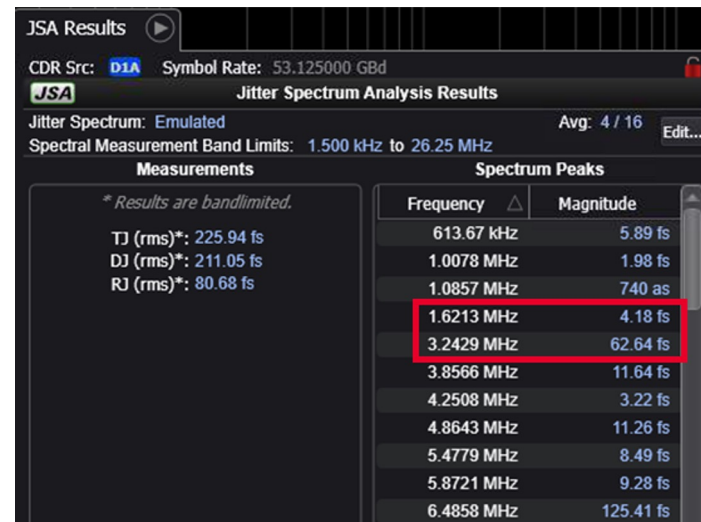 JSA Results
CDR Src: D1A Symbol Rate: 53.125000 GBd
JSA Jitter Spectrum Analysis Results
Jitter Spectrum: Emulated Avg: 4 / 16
Edit...
Spectral Measurement Band Limits: 1.500 kHz to 26.25 MHz
Measurements Spectrum Peaks
* Results are bandlimited. Frequency △ Magnitude
613.67 kHz 5.89 fs
TJ (rms)*: 225.94 fs
DJ (rms)*: 211.05 fs 1.0078 MHz 1.98 fs
RJ (rms)*: 80.68 fs 1.0857 MHz 740 as
1.6213 MHz 4.18 fs
3.2429 MHz 62.64 fs
3.8566 MHz 11.64 fs
4.2508 MHz 3.22 fs
4.8643 MHz 11.26 fs
5.4779 MHz 8.49 fs
5.8721 MHz 9.28 fs
6.4858 MHz 125.41 fs